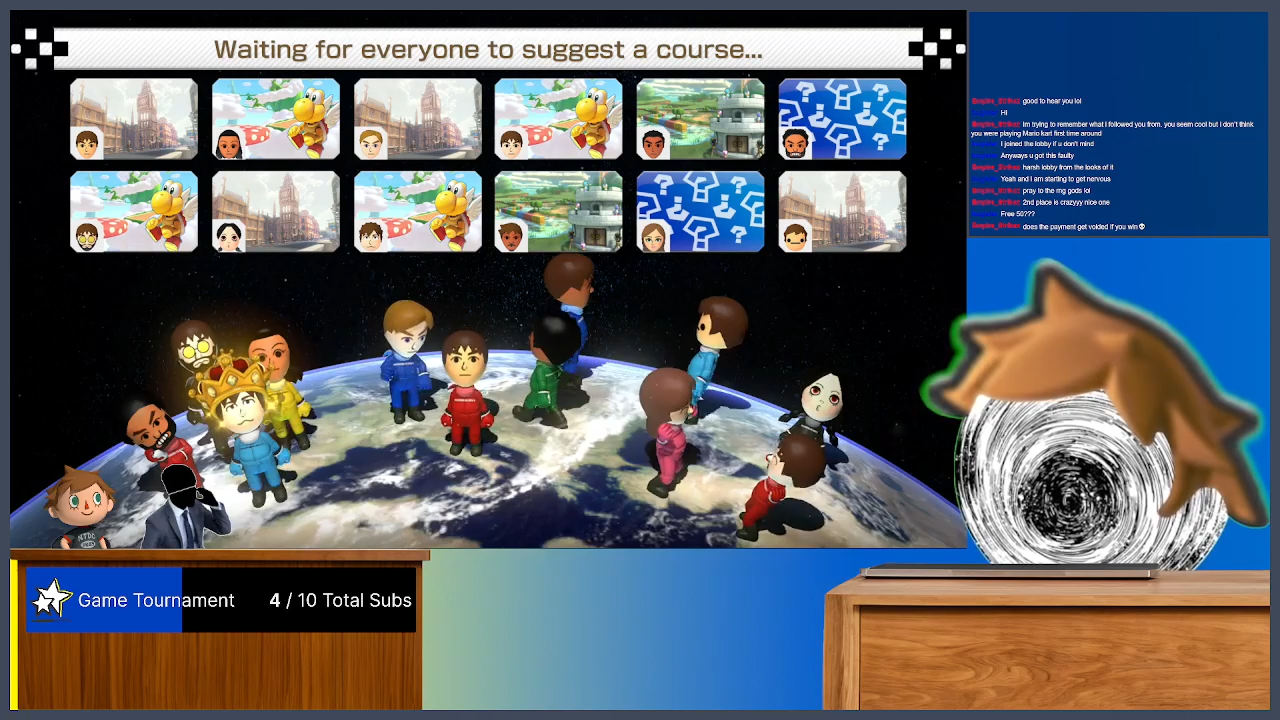 Waiting for everyone to suggest a course...
good to hear you lol
Hi
Im trying to remember what I followed you from. you seem cool but I don't think
you were playing Mario kart first time around
I joined the lobby if u don't mind
Anyways u got this faulty
harsh lobby from the looks of it
Yeah and I am starting to get nervous
pray to the rng gods lol
2nd place is crazyyy nice one
Free 50???
does the payment get voided if you win
NTDC
Game Tournament 4 / 10 Total Subs